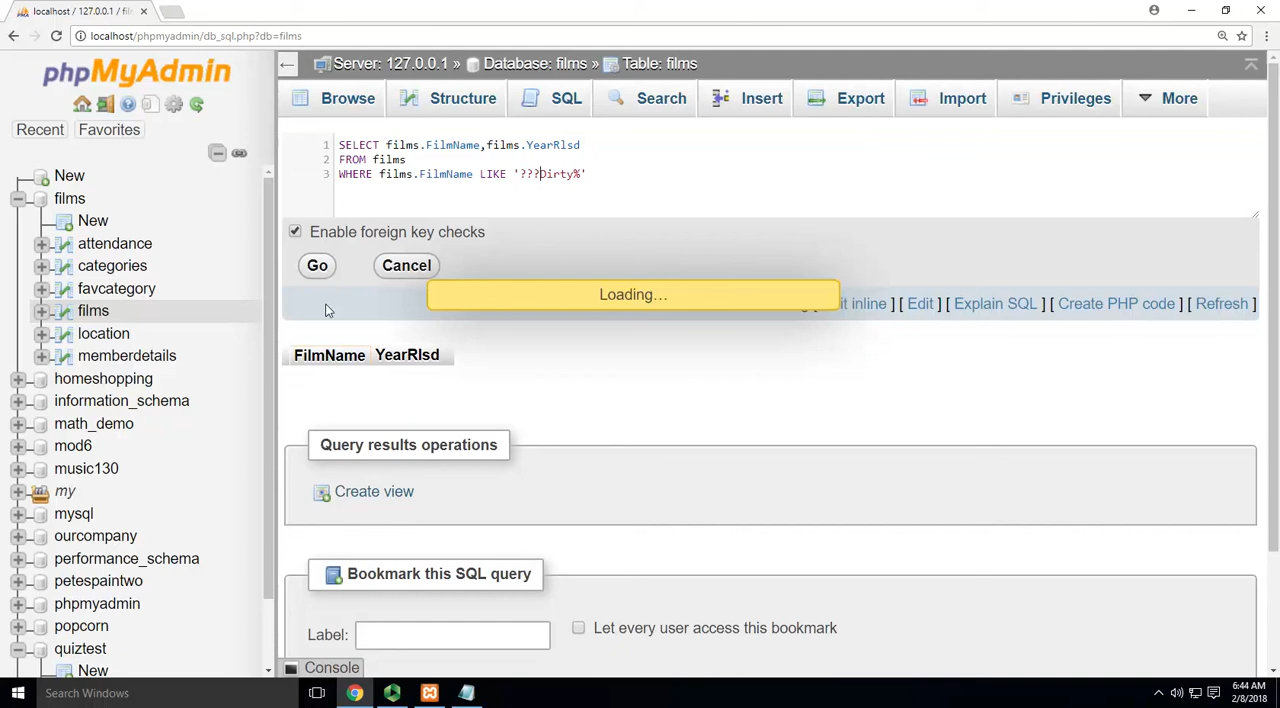 localhost / 127.0.0.1 / fil
localhost/phpmyadmin/db_sql.php?db=films
phpMyAdmin
Server: 127.0.0.1 » Database: films » Table: films
Browse Structure SQL Search Insert Export Import Privileges More
Recent Favorites
1 SELECT films.FilmName,films.YearRlsd
2 FROM films
3 WHERE films.FilmName LIKE '???Dirty%'
New
films
New
attendance
categories
favcategory
films
location
memberdetails
homeshopping
information_schema
math_demo
mod6
music130
my
mysql
ourcompany
performance_schema
petespaintwo
phpmyadmin
popcorn
quiztest
New
Enable foreign key checks
Go Cancel
Loading…
it inline ] [ Edit ] [ Explain SQL ] [ Create PHP code ] [ Refresh ]
FilmName YearRlsd
Query results operations
Create view
Bookmark this SQL query
Label: Let every user access this bookmark
Console
Search Windows
6:44 AM
2/8/2018